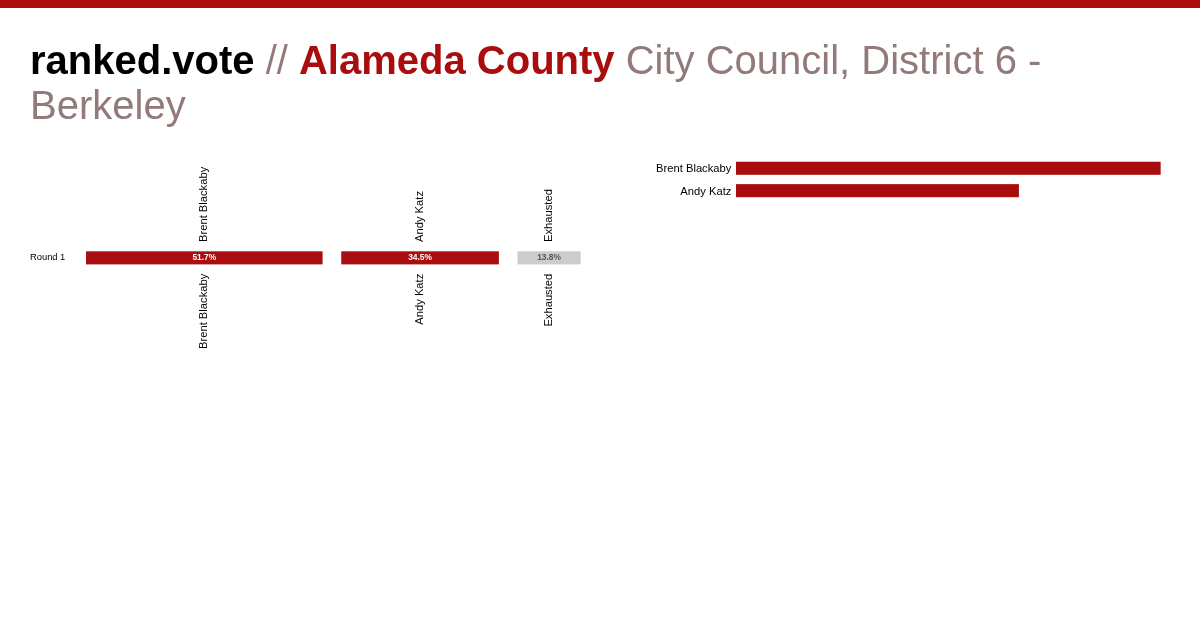 ranked.vote // Alameda County City Council, District 6 -
Berkeley
Brent Blackaby
Andy Katz
Exhausted
Round 1
51.7%
34.5%
13.8%
Brent Blackaby
Andy Katz
Exhausted
Brent Blackaby
Andy Katz